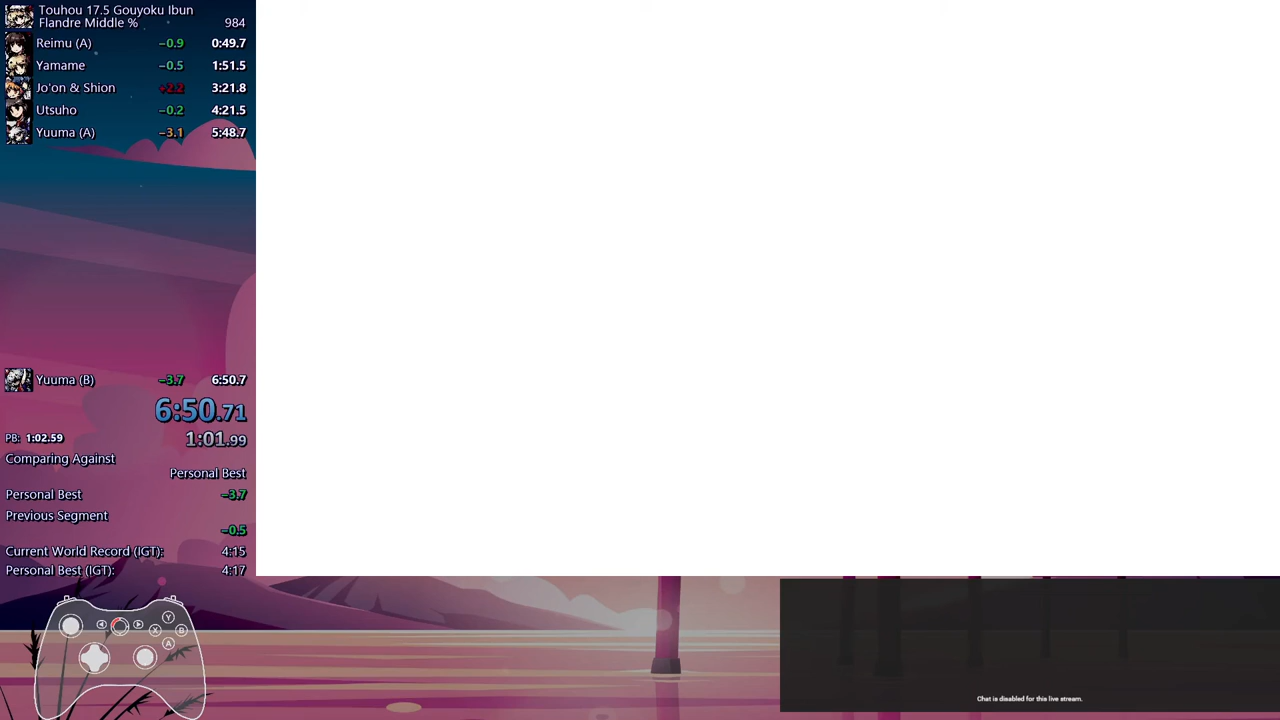 Touhou 17.5 Gouyoku Ibun
Flandre Middle % 984
Reimu (A) −0.9 0:49.7
Yamame −0.5 1:51.5
Jo'on & Shion +2.2 3:21.8
Utsuho −0.2 4:21.5
Yuuma (A) −3.1 5:48.7
Yuuma (B) −3.7 6:50.7
6:50.71
PB: 1:02.59 1:01.99
Comparing Against
Personal Best
Personal Best −3.7
Previous Segment
−0.5
Current World Record (IGT): 4:15
Personal Best (IGT): 4:17
Y
X B
A
Chat is disabled for this live stream.